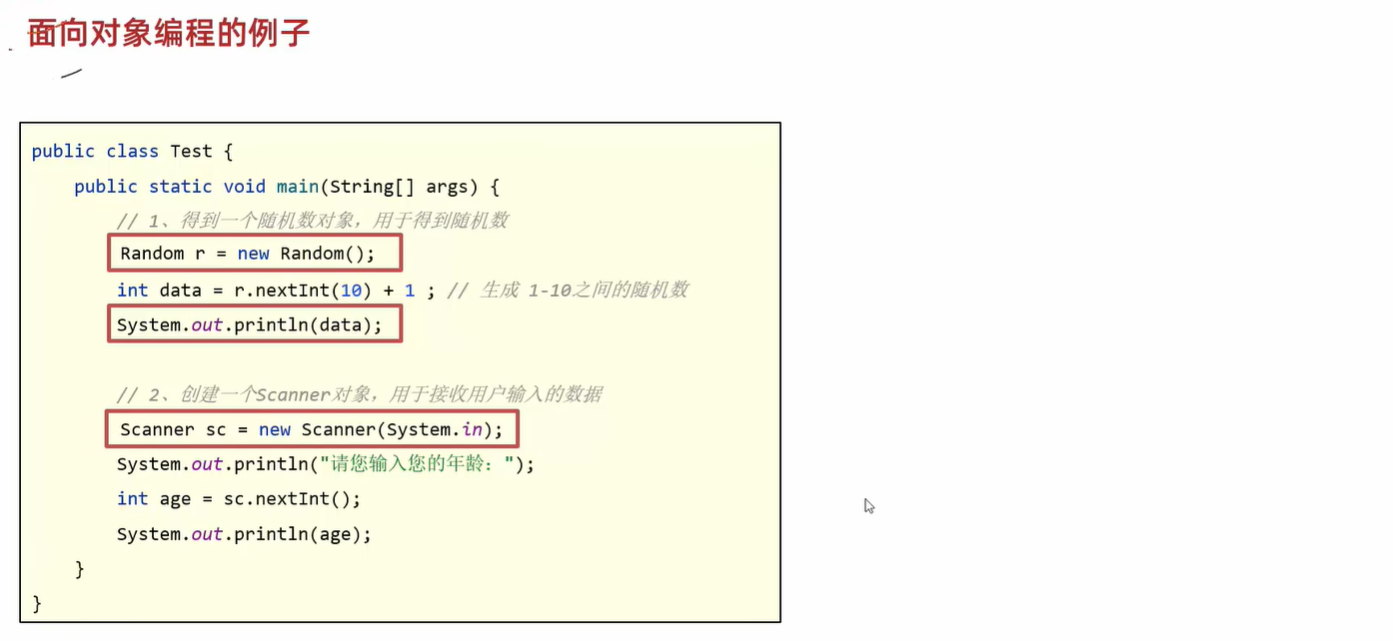 面向对象编程的例子
public class Test {
public static void main(String[] args) {
// 1、得到一个随机数对象，用于得到随机数
Random r = new Random();
int data = r.nextInt(10) + 1 ; // 生成 1-10之间的随机数
System.out.println(data);
// 2、创建一个Scanner对象，用于接收用户输入的数据
Scanner sc = new Scanner(System.in);
System.out.println("请您输入您的年龄：");
int age = sc.nextInt();
System.out.println(age);
}
}